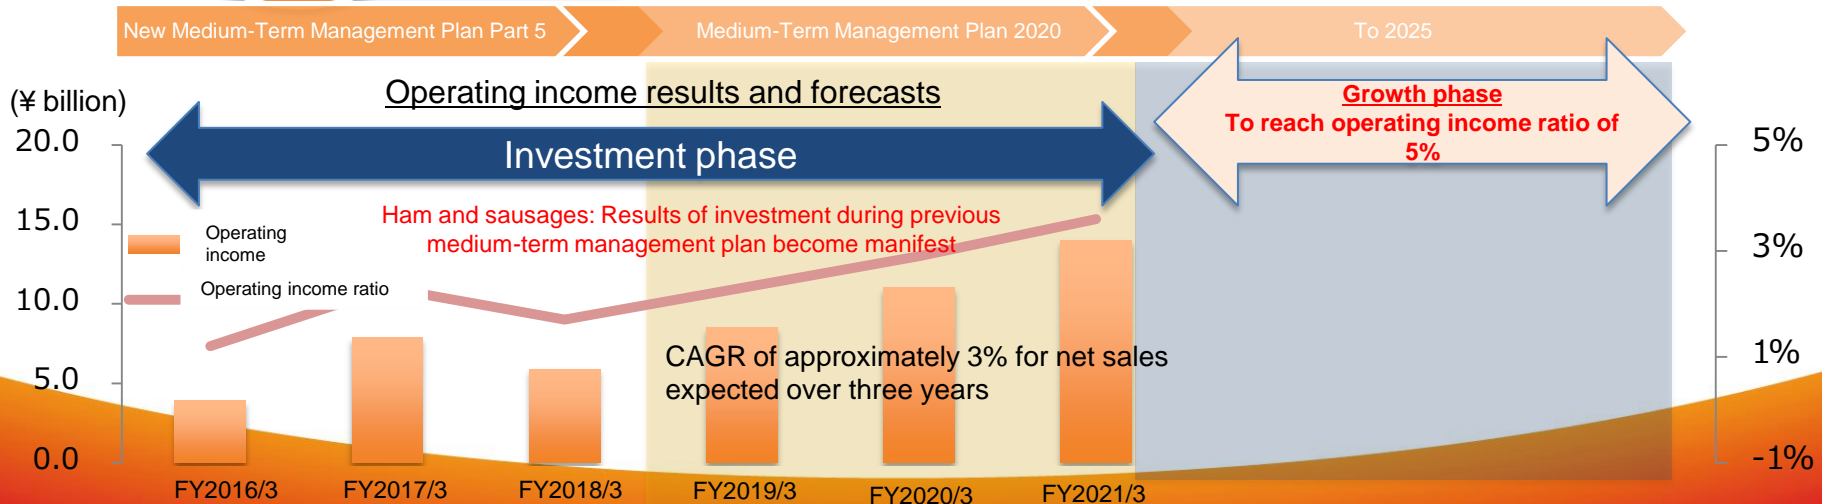 New Medium-Term Management Plan Part 5
Medium-Term Management Plan 2020
To 2025
(¥ billion)
Operating income results and forecasts
Growth phase
To reach operating income ratio of
5%
Investment phase
20.0
15.0
10.0
5.0
0.0
5%
3%
1%
-1%
Ham and sausages: Results of investment during previous
medium-term management plan become manifest
Operating
income
Operating income ratio
CAGR of approximately 3% for net sales
expected over three years
FY2016/3
FY2017/3
FY2018/3
FY2019/3
FY2020/3
FY2021/3